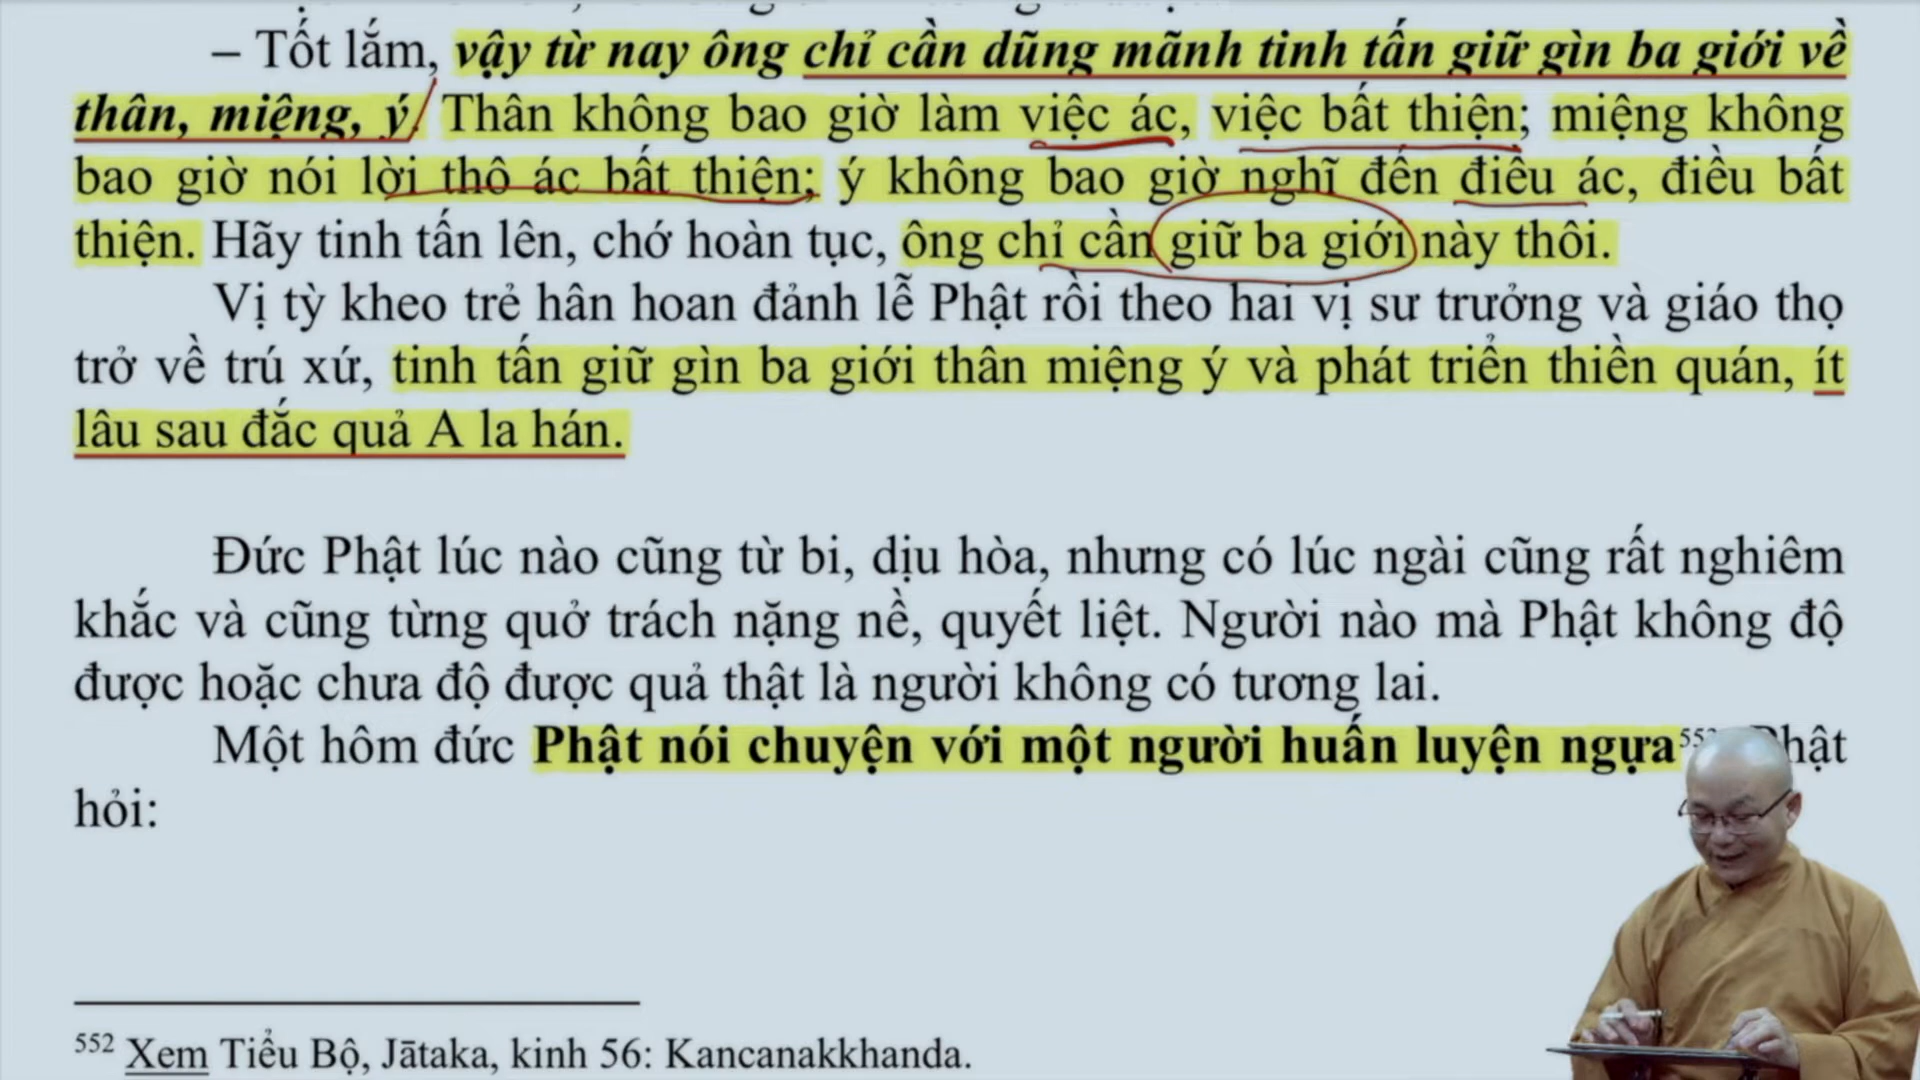 – Tốt lắm, vậy từ nay ông chỉ cần dũng mãnh tinh tấn giữ gìn ba giới về
thân, miệng, ý. Thân không bao giờ làm việc ác, việc bất thiện; miệng không
bao giờ nói lời thô ác bất thiện; ý không bao giờ nghĩ đến điều ác, điều bất
thiện. Hãy tinh tấn lên, chớ hoàn tục, ông chỉ cần giữ ba giới này thôi.
Vị tỳ kheo trẻ hân hoan đảnh lễ Phật rồi theo hai vị sư trưởng và giáo thọ
trở về trú xứ, tinh tấn giữ gìn ba giới thân miệng ý và phát triển thiền quán, ít
lâu sau đắc quả A la hán.
Đức Phật lúc nào cũng từ bi, dịu hòa, nhưng có lúc ngài cũng rất nghiêm
khắc và cũng từng quở trách nặng nề, quyết liệt. Người nào mà Phật không độ
được hoặc chưa độ được quả thật là người không có tương lai.
Một hôm đức Phật nói chuyện với một người huấn luyện ngựa
hỏi:
552 Xem Tiểu Bộ, Jātaka, kinh 56: Kancanakkhanda.